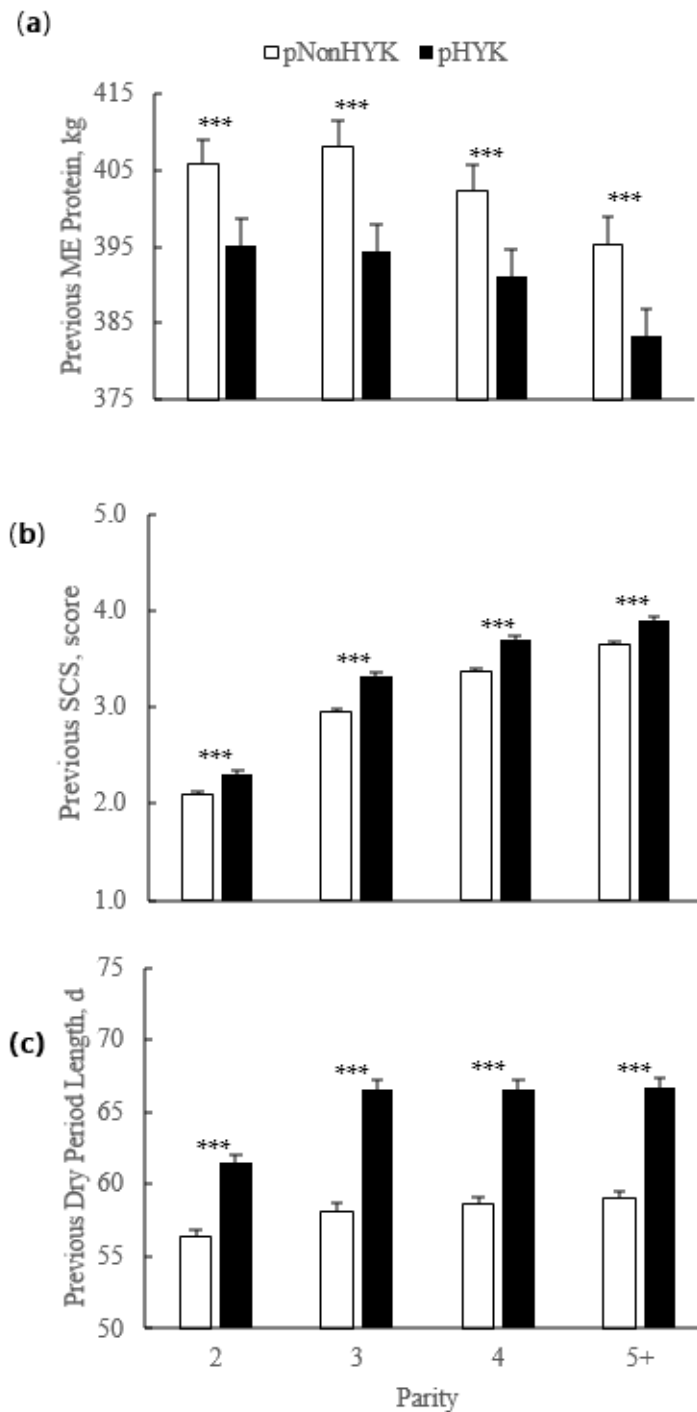 (a)
pNonHYK pHYK
415
405
395
385
375
Previous ME Protein, kg
*** *** *** ***
(b)
5.0
4.0
3.0
2.0
1.0
Previous SCS, score
*** *** *** ***
(c)
75
70
65
60
55
50
Previous Dry Period Length, d
*** *** *** ***
2 3 4 5+
Parity